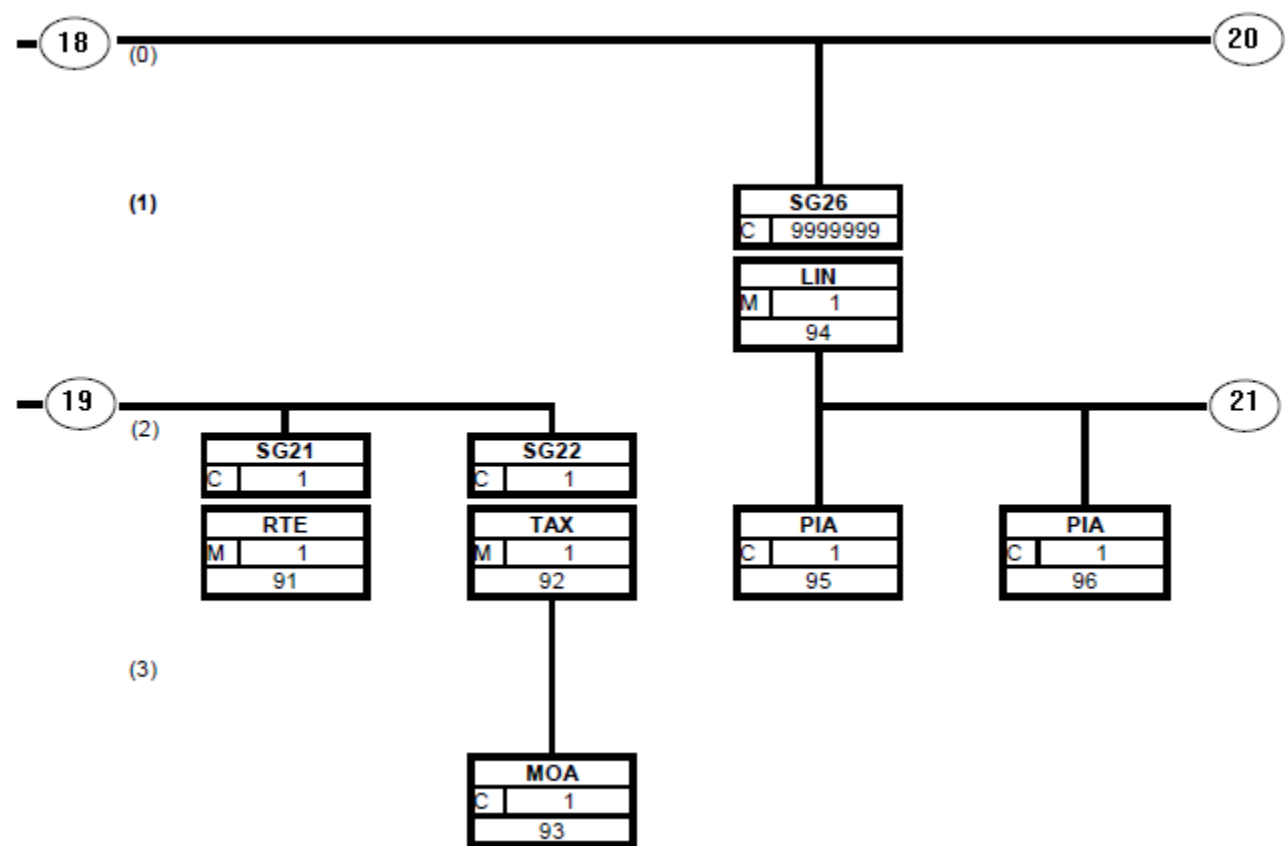 18
(0)
20
(1)
SG26
C 9999999
LIN
M 1
94
19
(2)
21
SG21
C 1
RTE
M 1
91
SG22
C 1
TAX
M 1
92
PIA
C 1
95
PIA
C 1
96
(3)
MOA
C 1
93